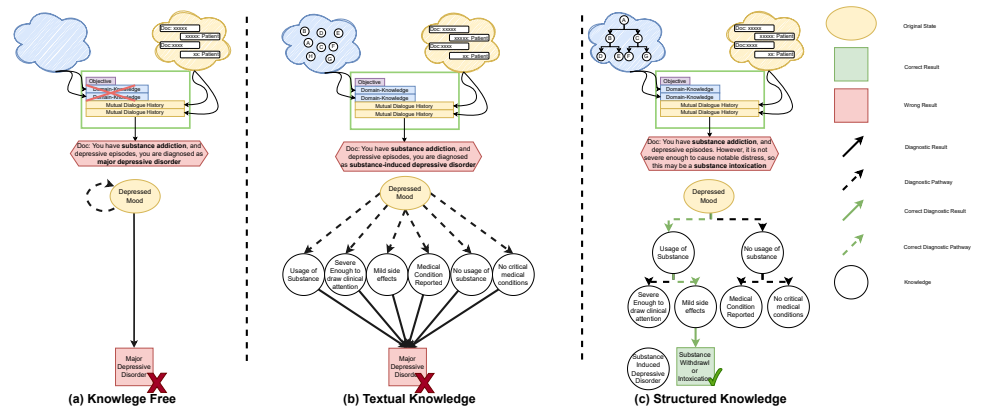 Doc: xxxxx
xxxxx: Patient
Doc:xxxx
xx: Patient
Objective
Domain-Knowledge
Domain-Knowledge
Mutual Dialogue History
Mutual Dialogue History
Doc: You have substance addiction, and
depressive episodes, you are diagnosed as
major depressive disorder
Depressed
Mood
Major
Depressive
Disorder
(a) Knowlege Free
B
D
E
A
C
F
H
G
Doc: xxxxx
xxxxx: Patient
Doc:xxxx
xx: Patient
Objective
Domain-Knowledge
Domain-Knowledge
Mutual Dialogue History
Mutual Dialogue History
Doc: You have substance addiction, and
depressive episodes, you are diagnosed
as substance-induced depressive disorder
Depressed
Mood
Usage of
Substance
Severe
Enough to
draw clinical
attention
Mild side
effects
Medical
Condition
Reported
No usage of
substance
No critical
medical
conditions
Major
Depressive
Disorder
(b) Textual Knowledge
A
B
C
D
E
F
G
Doc: xxxxx
xxxxx: Patient
Doc:xxxx
xx: Patient
Objective
Domain-Knowledge
Domain-Knowledge
Mutual Dialogue History
Mutual Dialogue History
Doc: You have substance addiction, and
depressive episodes. However, it is not
severe enough to cause notable distress, so
this may be a substance intoxication
Depressed
Mood
Usage of
Substance
No usage of
substance
Severe
Enough to
draw clinical
attention
Mild side
effects
Medical
Condition
Reported
No critical
medical
conditions
Substance
Induced
Depressive
Disorder
Substance
Withdrawl
or
Intoxication
(c) Structured Knowledge
Original State
Correct Result
Wrong Result
Diagnostic Result
Diagnostic Pathway
Correct Diagnostic Result
Correct Diagnostic Pathway
Knowledge